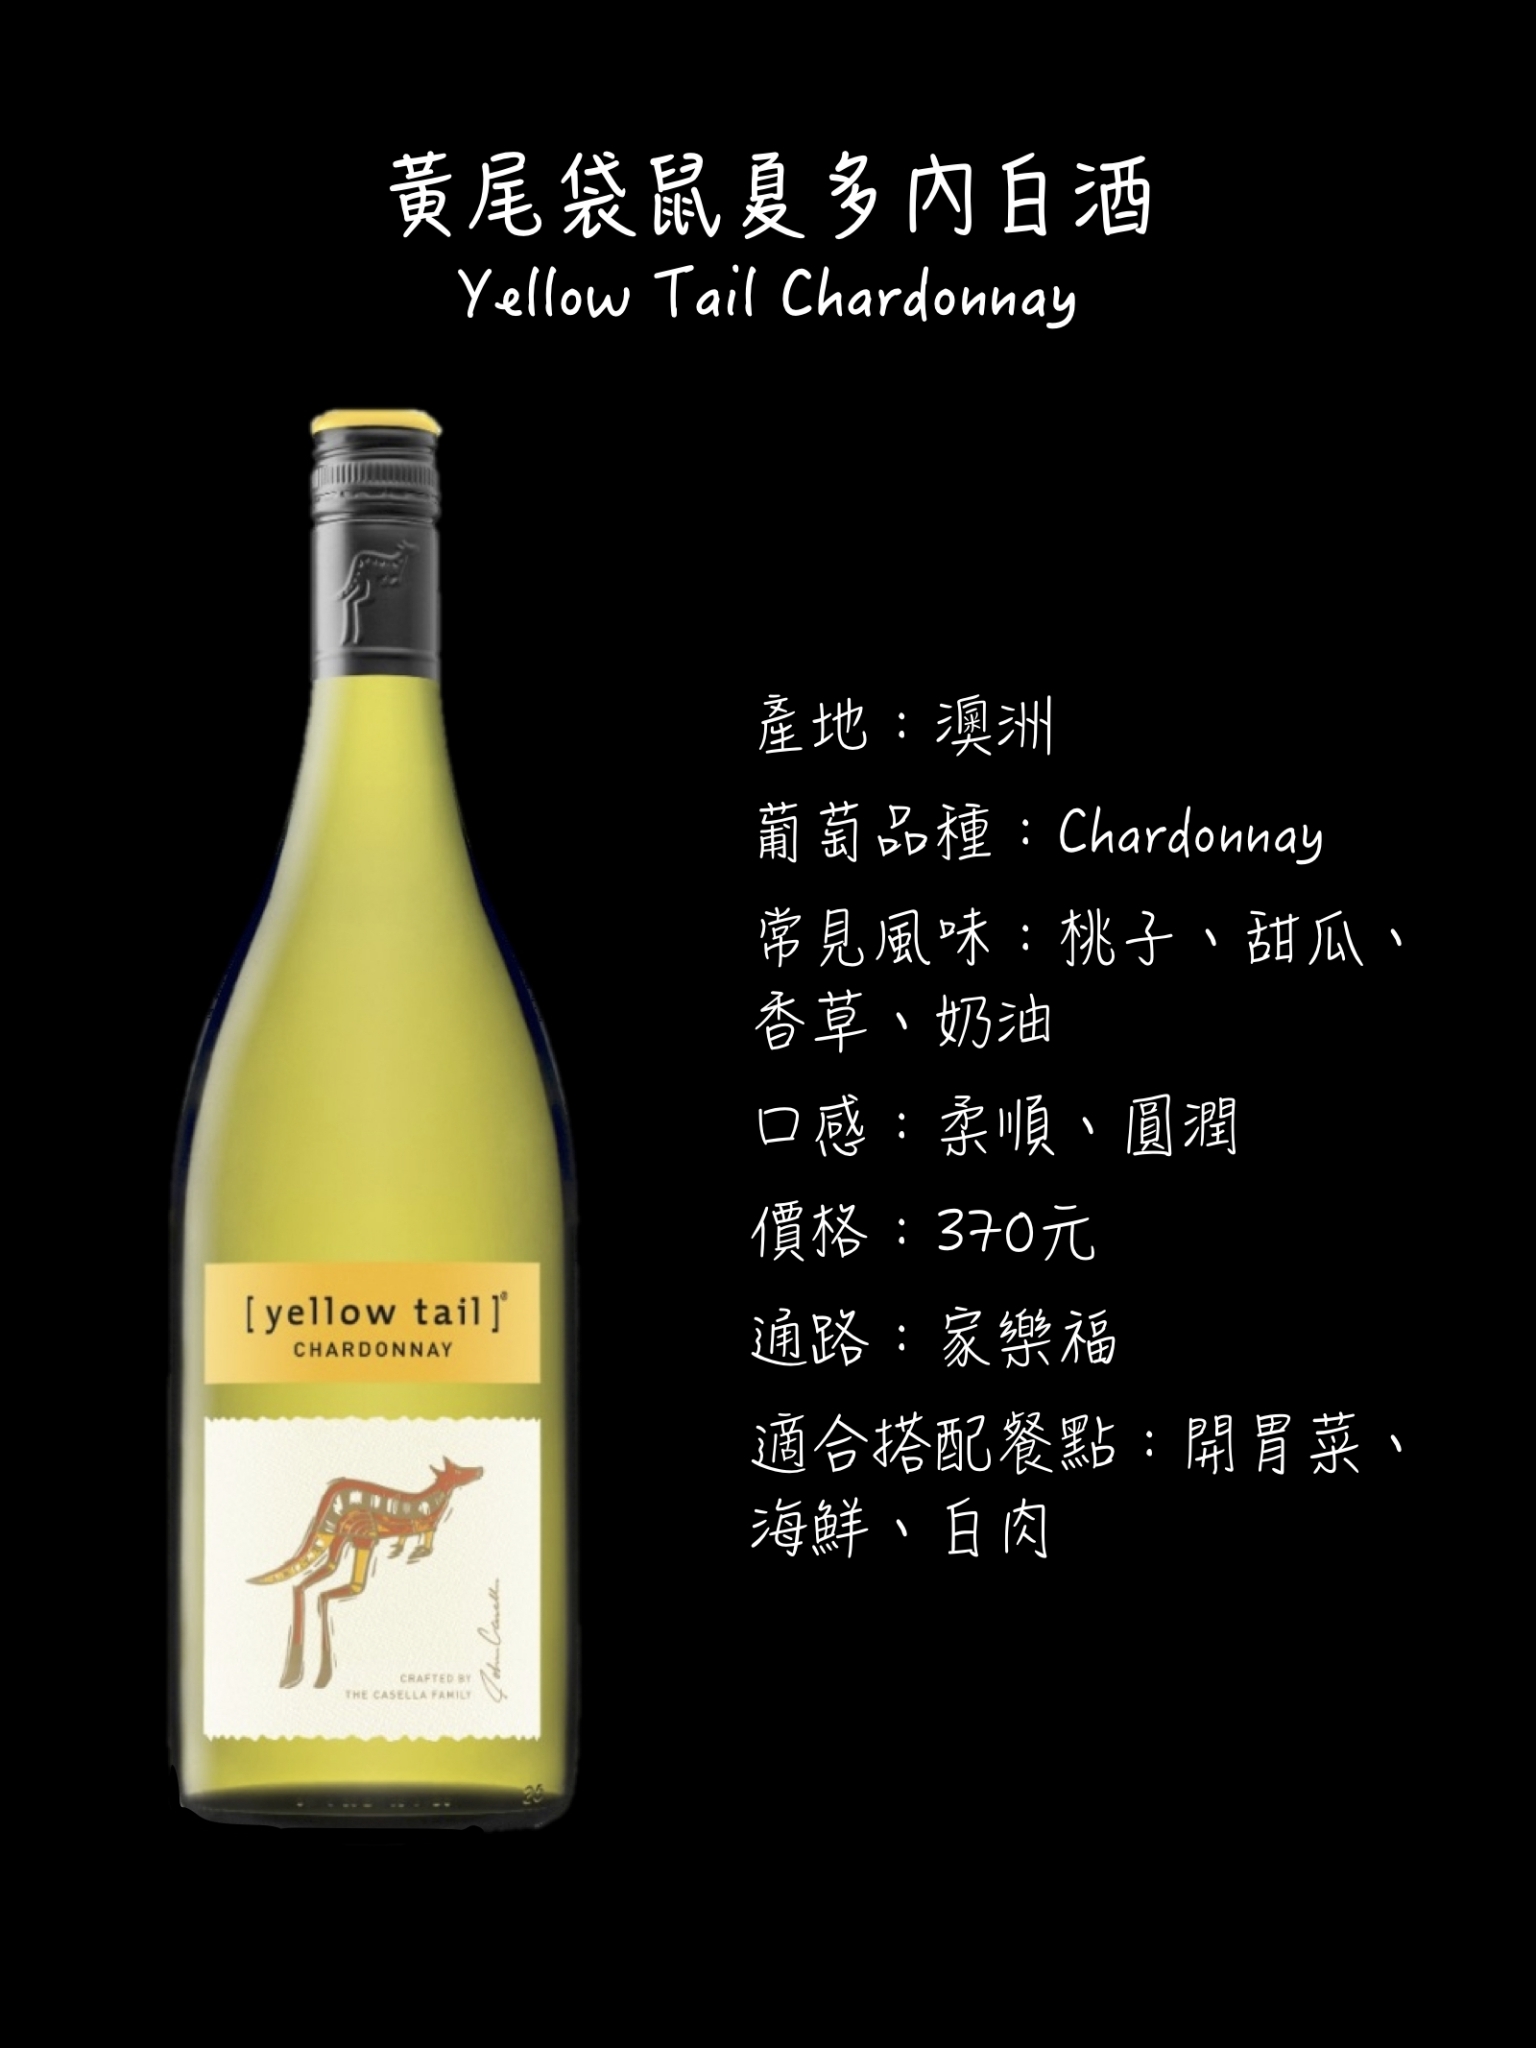 黃尾袋鼠夏多內白酒
Yellow Tail Chardonnay
產地：澳洲
葡萄品種：Chardonnay
常見風味：桃子、甜瓜、
香草、奶油
口感：柔順、圓潤
價格：370元
通路：家樂福
適合搭配餐點：開胃菜、
海鮮、白肉
[ yellow tail ]®
CHARDONNAY
CRAFTED BY
THE CASELLA FAMILY
John Casella